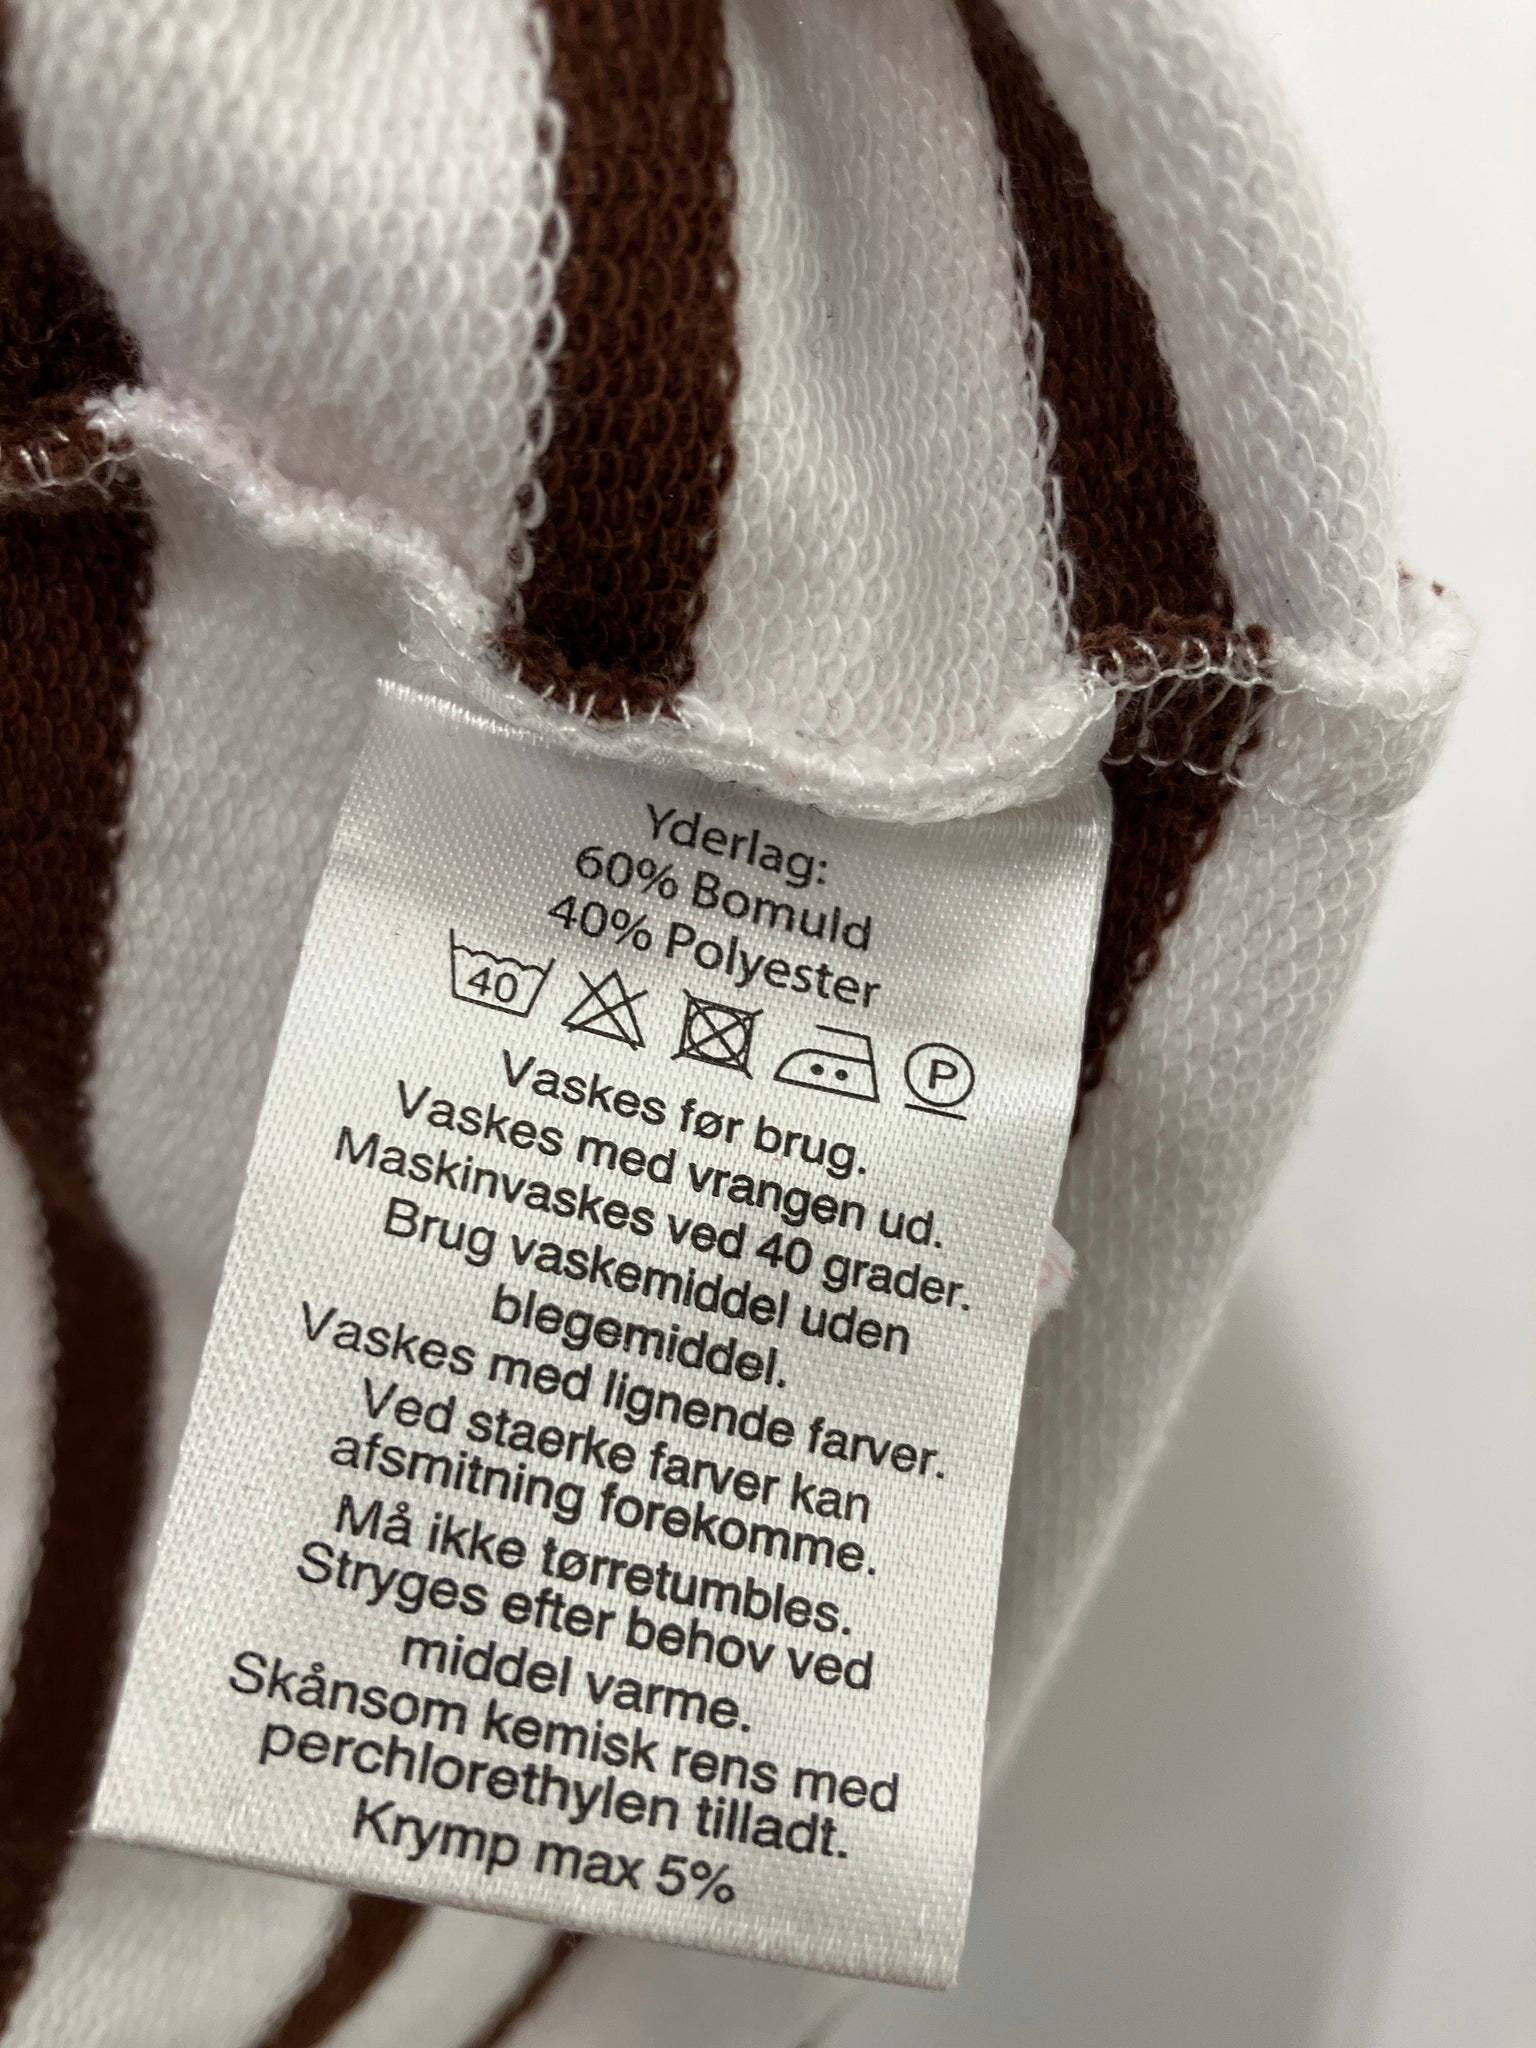 Yderlag:
60% Bomuld
40% Polyester
40 P
Vaskes før brug.
Vaskes med vrangen ud.
Maskinvaskes ved 40 grader.
Brug vaskemiddel uden
blegemiddel.
Vaskes med lignende farver.
Ved staerke farver kan
afsmitning forekomme.
Må ikke tørretumbles.
Stryges efter behov ved
middel varme.
Skånsom kemisk rens med
perchlorethylen tilladt.
Krymp max 5%